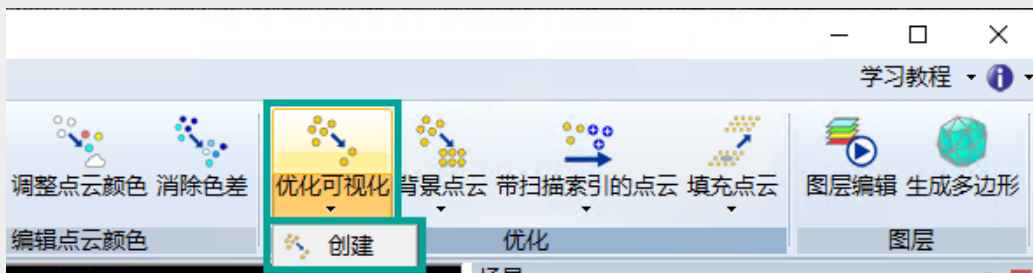 学习教程
调整点云颜色 消除色差 优化可视化 背景点云 带扫描索引的点云 填充点云 图层编辑 生成多边形
编辑点云颜色 创建 优化 图层
场景